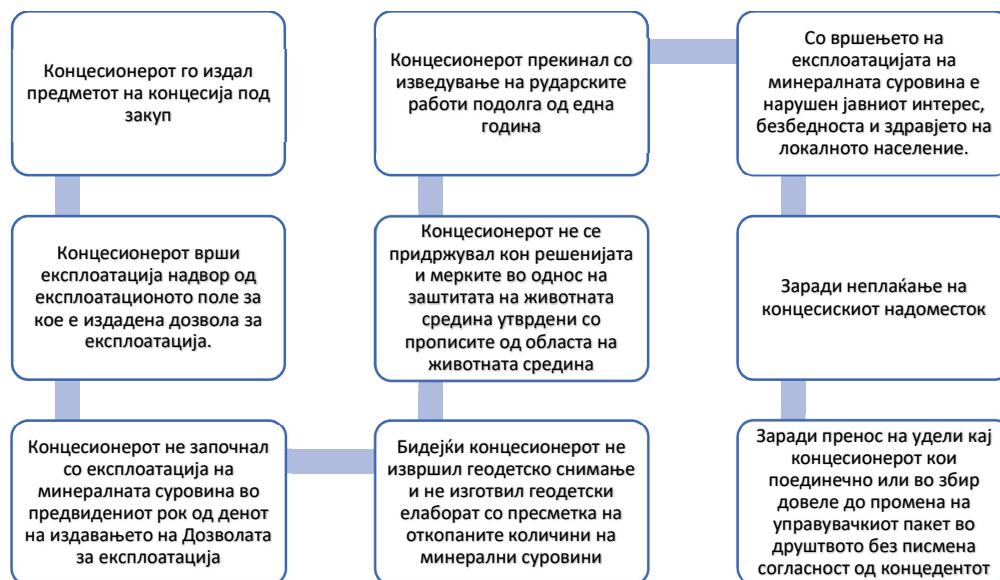 Концесионерот го издал
предметот на концесија под
закуп
Концесионерот врши
експлоатација надвор од
експлоатационото поле за
кое е издадена дозвола за
експлоатација.
Концесионерот не започнал
со експлоатација на
минералната суровина во
предвидениот рок од денот
на издавањето на Дозволата
за експлоатација
Бидејќи концесионерот не
извршил геодетско снимање
и не изготвил геодетски
елаборат со пресметка на
откопаните количини на
минерални суровини
Концесионерот не се
придржувал кон решенијата
и мерките во однос на
заштитата на животната
средина утврдени со
прописите од областа на
животната средина
Концесионерот прекинал со
изведување на рударските
работи подолга од една
година
Со вршењето на
експлоатацијата на
минералната суровина е
нарушен јавниот интерес,
безбедноста и здравјето на
локалното население.
Заради неплаќање на
концесискиот надоместок
Заради пренос на удели кај
концесионерот кои
поединечно или во збир
довеле до промена на
управувачкиот пакет во
друштвото без писмена
согласност од концедентот